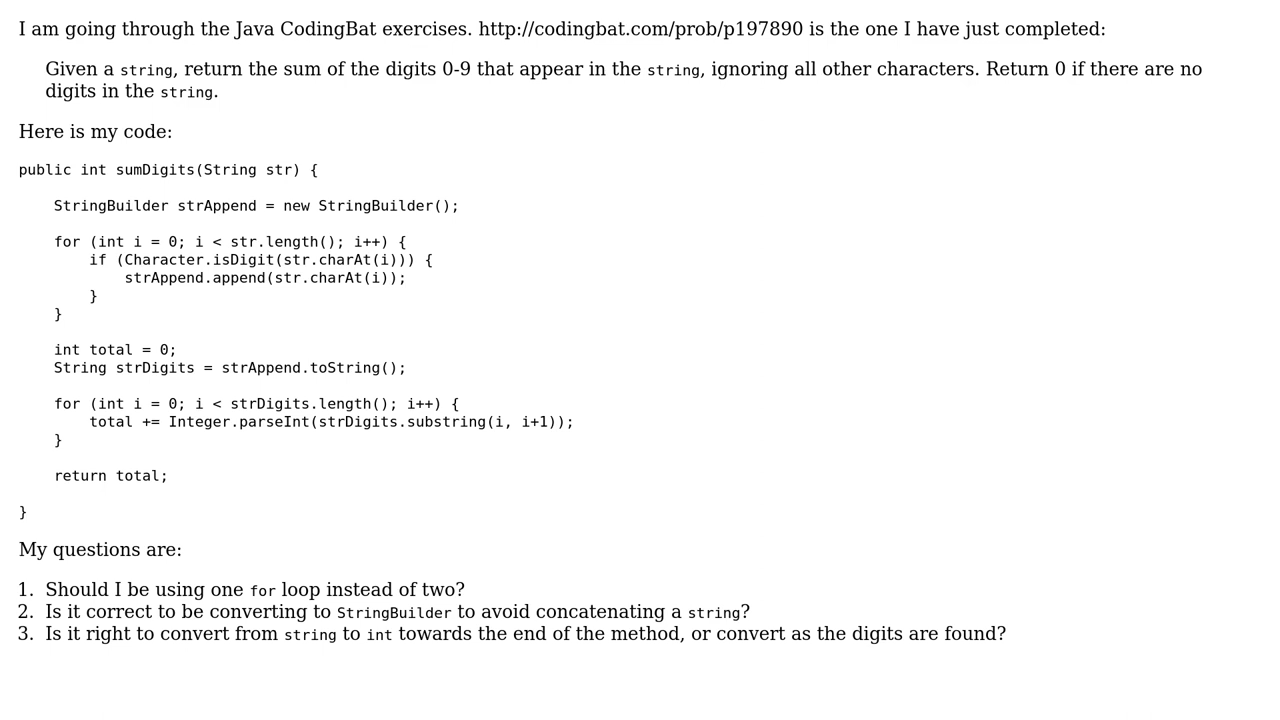 I am going through the Java CodingBat exercises. http://codingbat.com/prob/p197890 is the one I have just completed:
Given a string, return the sum of the digits 0-9 that appear in the string, ignoring all other characters. Return 0 if there are no
digits in the string.
Here is my code:
public int sumDigits(String str) {
    StringBuilder strAppend = new StringBuilder();
    for (int i = 0; i < str.length(); i++) {
        if (Character.isDigit(str.charAt(i))) {
            strAppend.append(str.charAt(i));
        }
    }
    int total = 0;
    String strDigits = strAppend.toString();
    for (int i = 0; i < strDigits.length(); i++) {
        total += Integer.parseInt(strDigits.substring(i, i+1));
    }
    return total;
}
My questions are:
1. Should I be using one for loop instead of two?
2. Is it correct to be converting to StringBuilder to avoid concatenating a string?
3. Is it right to convert from string to int towards the end of the method, or convert as the digits are found?